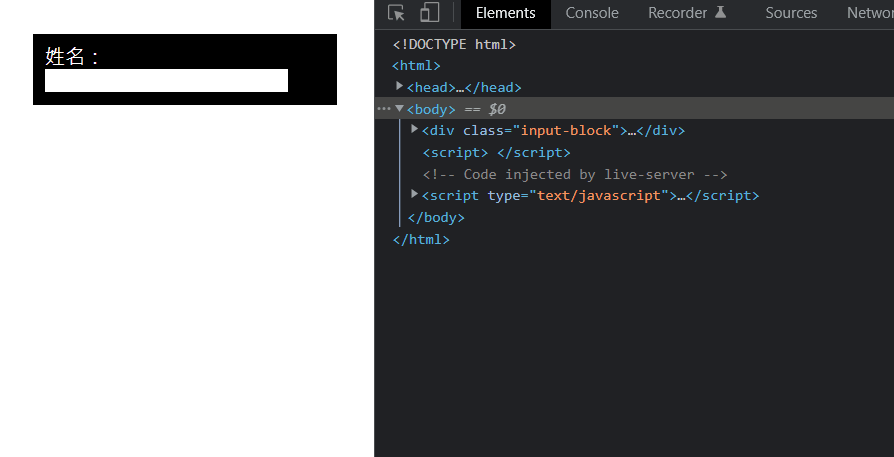 姓名：
Elements Console Recorder Sources Networ
<!DOCTYPE html>
<html>
<head>…</head>
<body> == $0
<div class="input-block">…</div>
<script> </script>
<!-- Code injected by live-server -->
<script type="text/javascript">…</script>
</body>
</html>